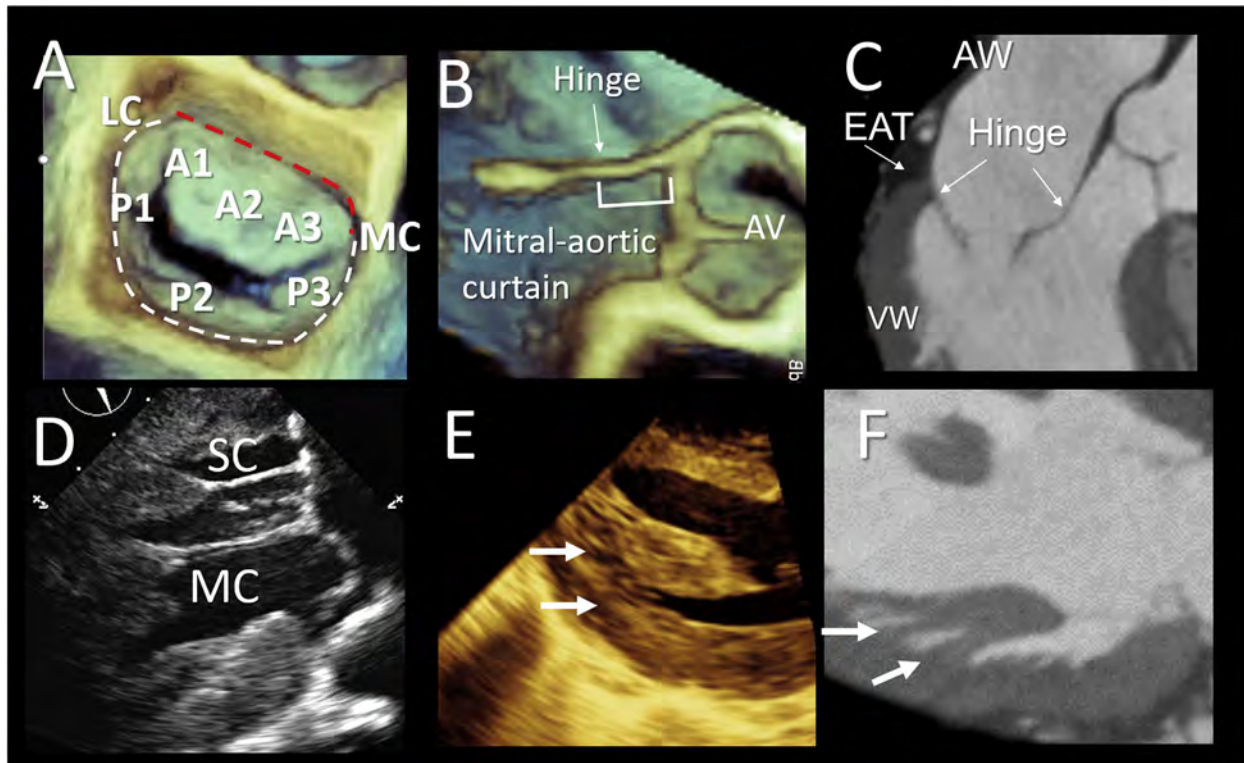 A
LC
A1
A2
A3
P1
P2
P3
MC
B
Hinge
AV
Mitral-aortic
curtain
C
AW
EAT
Hinge
VW
D
SC
MC
E
F